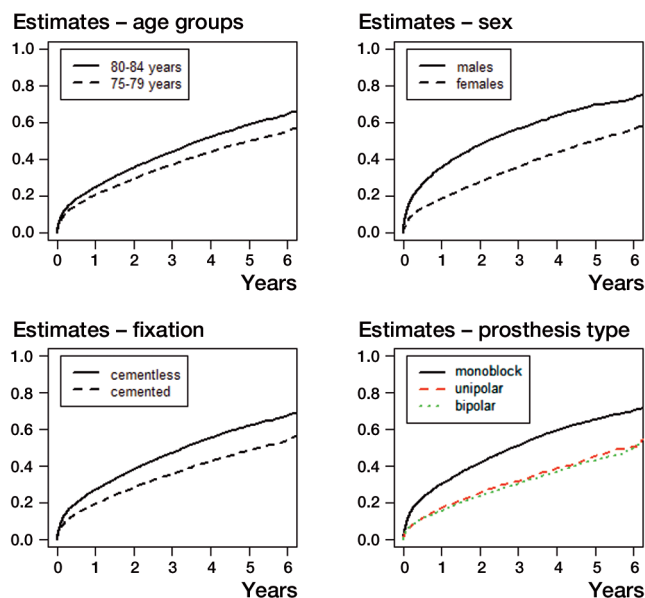 Estimates – age groups
1.0
0.8
0.6
0.4
0.2
0.0
80-84 years
75-79 years
0 1 2 3 4 5 6
Years
Estimates – sex
1.0
0.8
0.6
0.4
0.2
0.0
males
females
0 1 2 3 4 5 6
Years
Estimates – fixation
1.0
0.8
0.6
0.4
0.2
0.0
cementless
cemented
0 1 2 3 4 5 6
Years
Estimates – prosthesis type
1.0
0.8
0.6
0.4
0.2
0.0
monoblock
unipolar
bipolar
0 1 2 3 4 5 6
Years